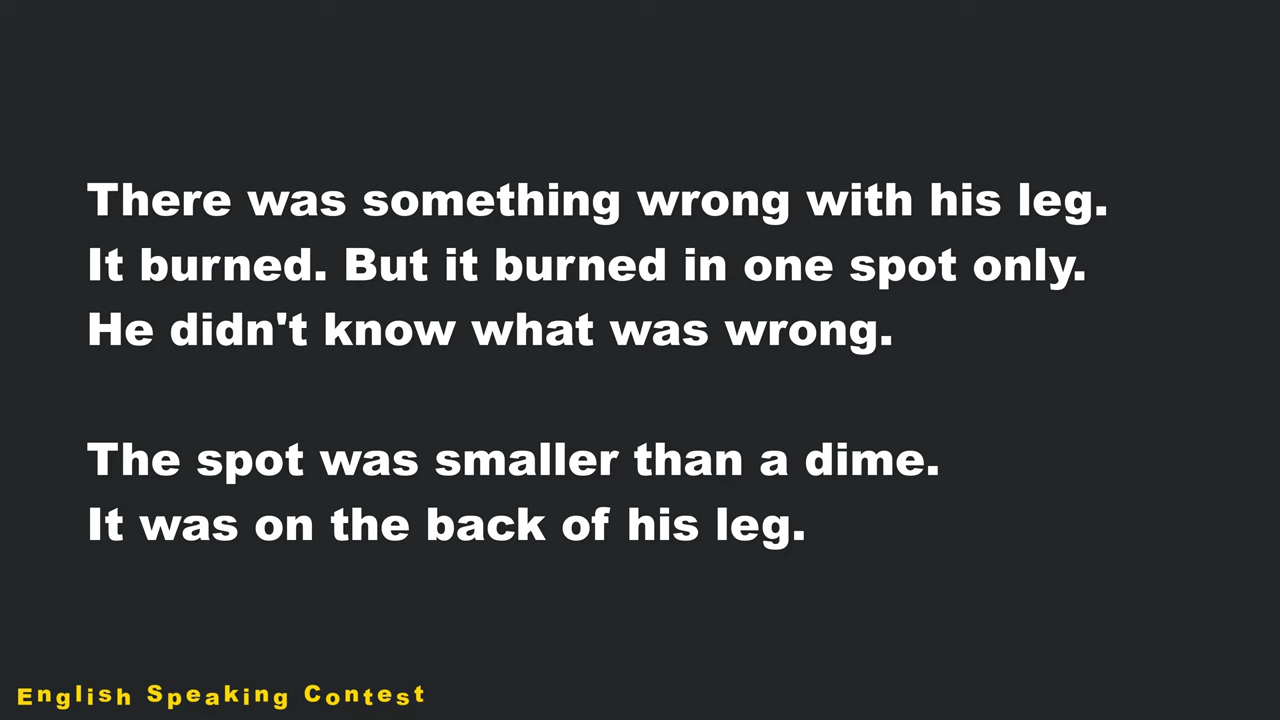 There was something wrong with his leg.
It burned. But it burned in one spot only.
He didn't know what was wrong.
The spot was smaller than a dime.
It was on the back of his leg.
English Speaking Contest